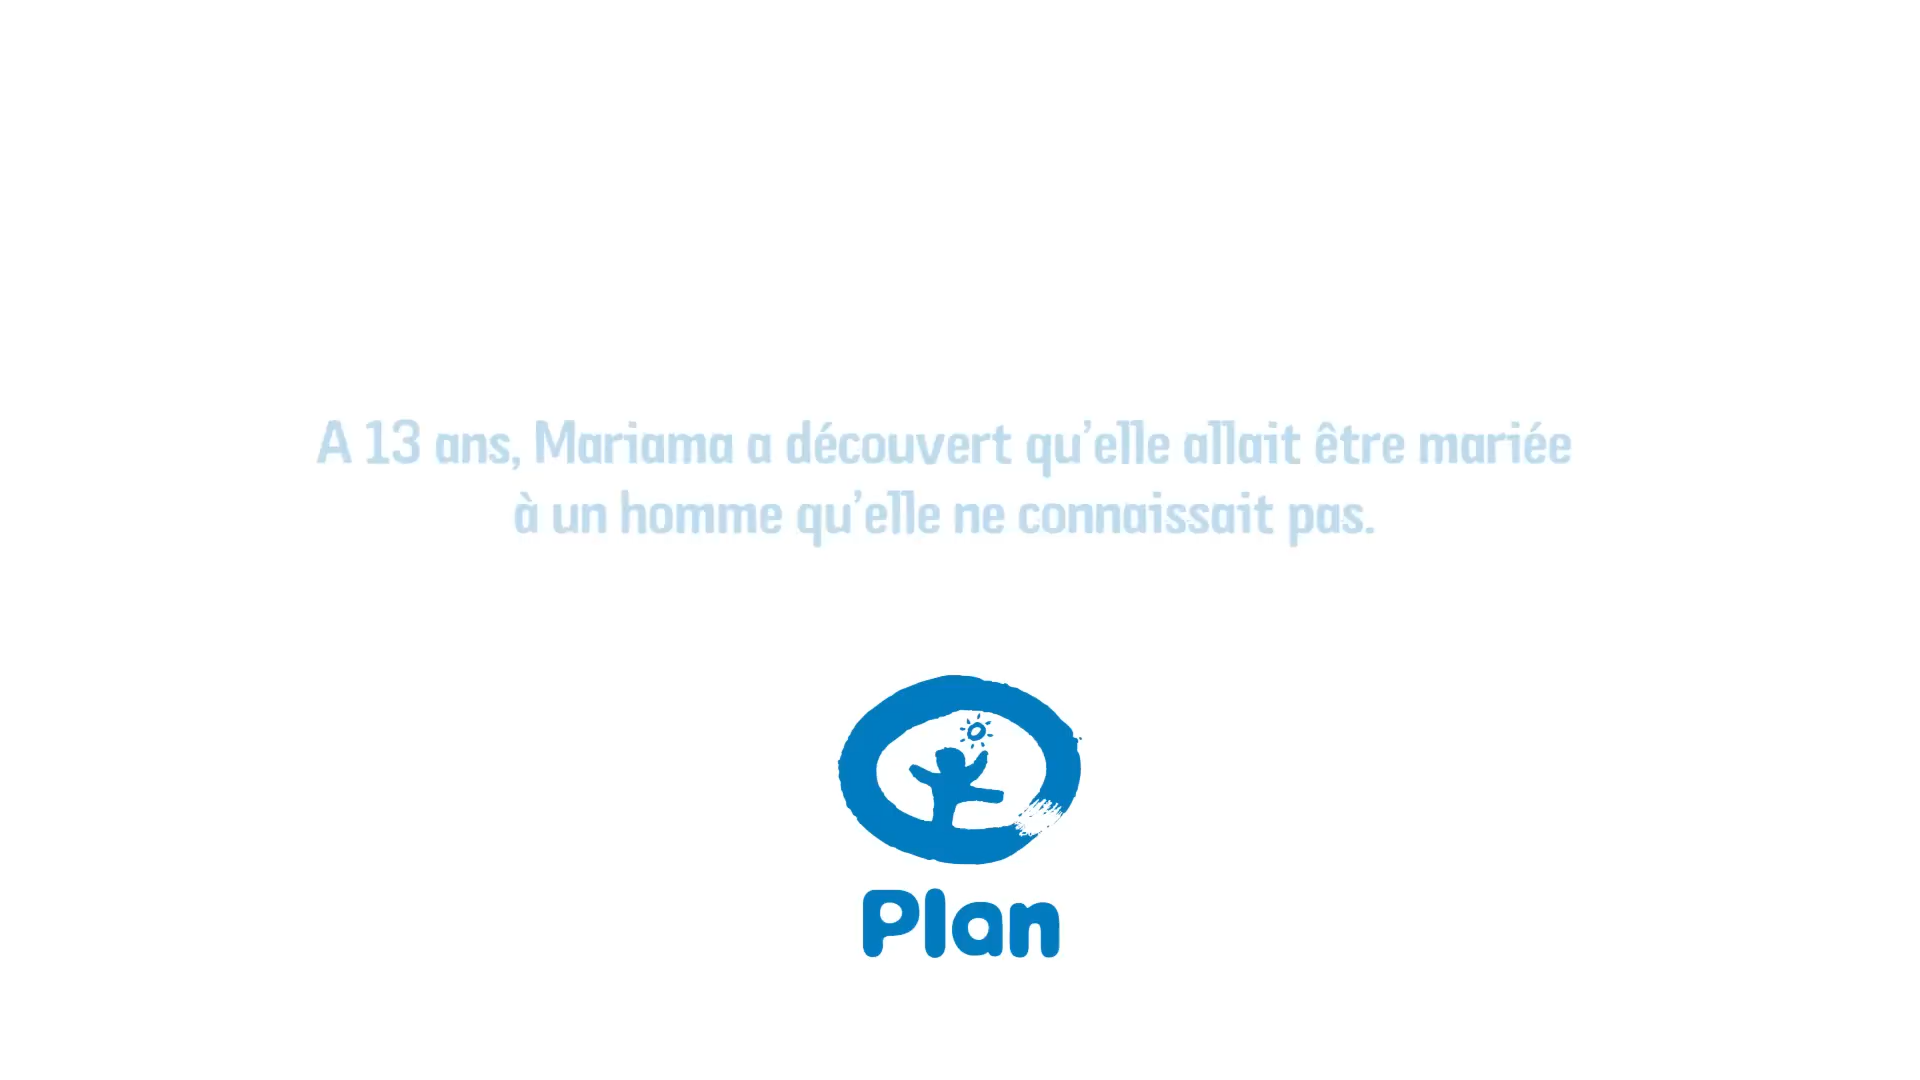 A 13 ans, Mariama a découvert qu’elle allait être mariée
à un homme qu’elle ne connaissait pas.
Plan